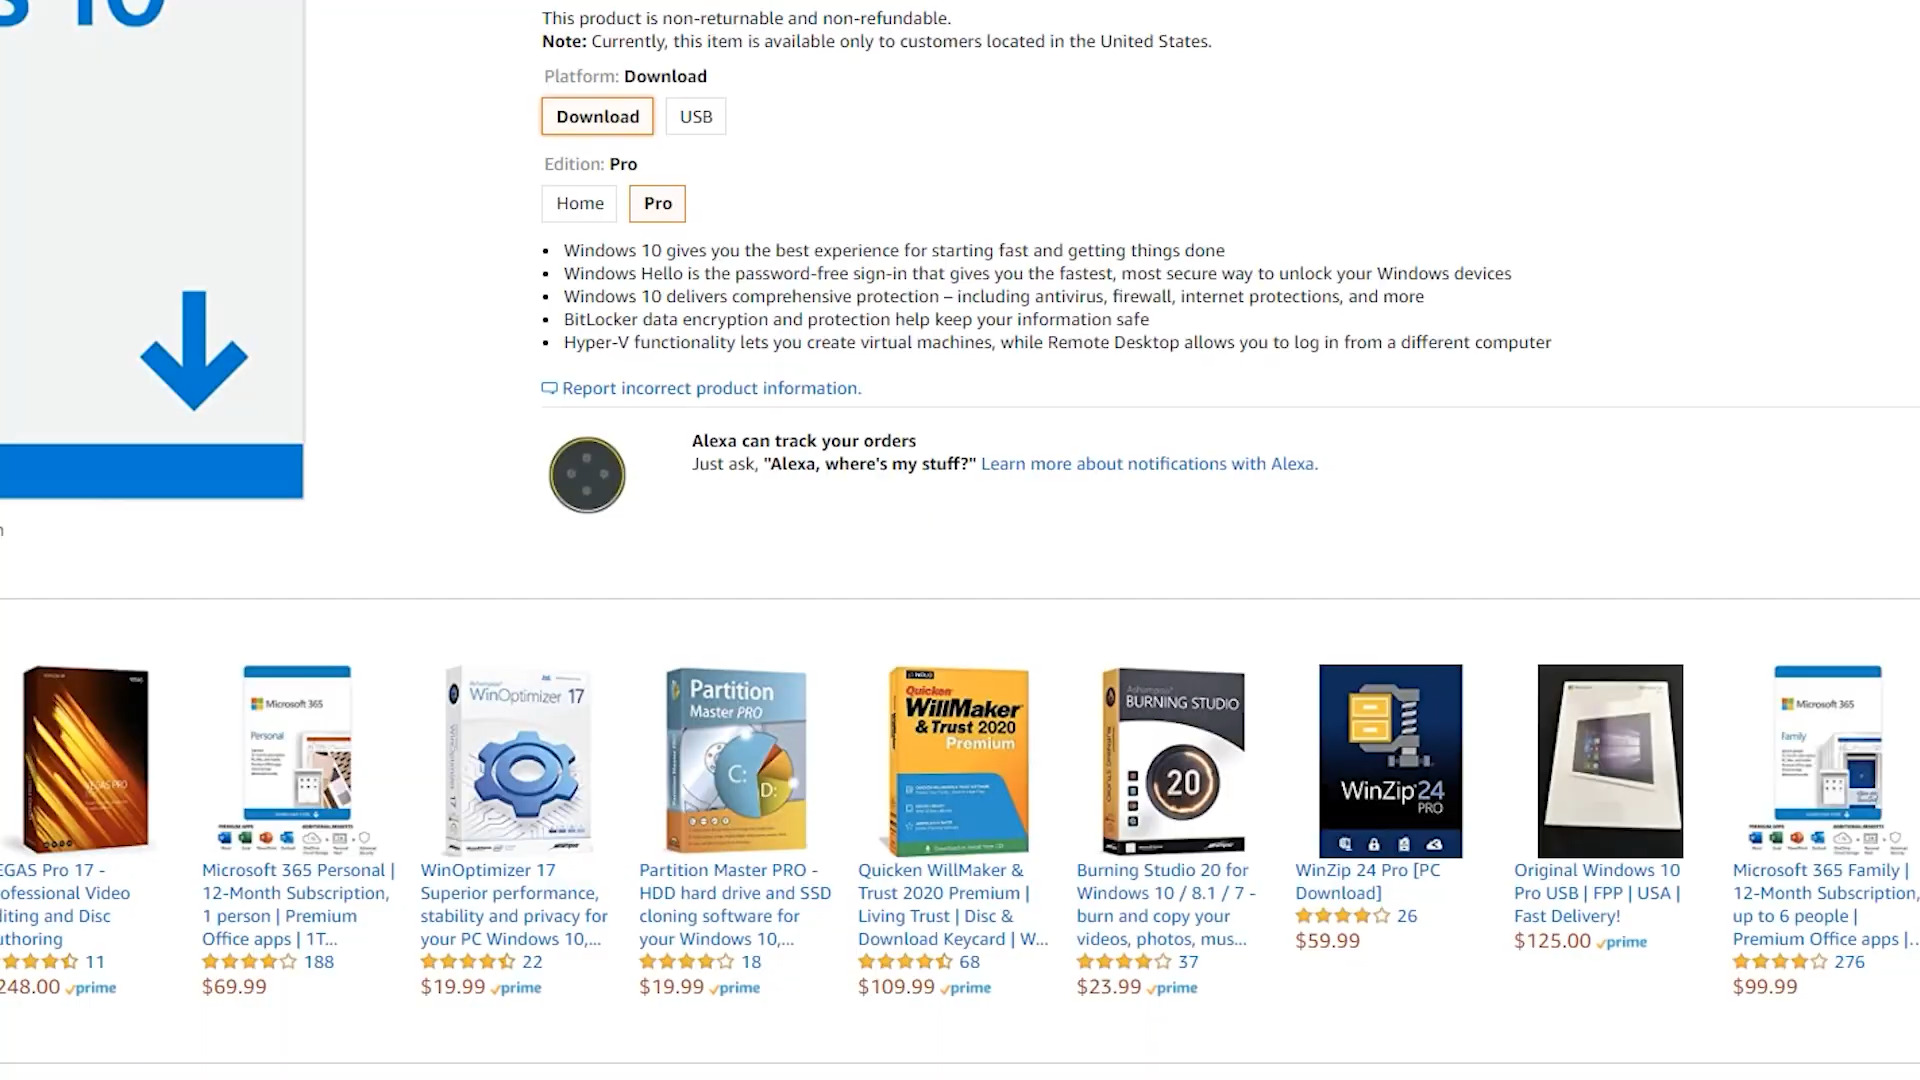 s 10
This product is non-returnable and non-refundable.
Note: Currently, this item is available only to customers located in the United States.
Platform: Download
Download
USB
Edition: Pro
Home
Pro
• Windows 10 gives you the best experience for starting fast and getting things done
• Windows Hello is the password-free sign-in that gives you the fastest, most secure way to unlock your Windows devices
• Windows 10 delivers comprehensive protection – including antivirus, firewall, internet protections, and more
• BitLocker data encryption and protection help keep your information safe
• Hyper-V functionality lets you create virtual machines, while Remote Desktop allows you to log in from a different computer
Report incorrect product information.
Alexa can track your orders
Just ask, "Alexa, where's my stuff?" Learn more about notifications with Alexa.
VEGAS PRO
EGAS Pro 17 -
ofessional Video
liting and Disc
uthoring
11
248.00 prime
Microsoft 365
Personal
Microsoft 365 Personal |
12-Month Subscription,
1 person | Premium
Office apps | 1T...
188
$69.99
Ashampoo
WinOptimizer 17
WinOptimizer 17
Superior performance,
stability and privacy for
your PC Windows 10,...
22
$19.99 prime
Partition
Master PRO
C:
D:
Partition Master PRO -
HDD hard drive and SSD
cloning software for
your Windows 10,...
18
$19.99 prime
Quicken
WillMaker
& Trust 2020
Premium
Quicken WillMaker &
Trust 2020 Premium |
Living Trust | Disc &
Download Keycard | W...
68
$109.99 prime
Ashampoo
BURNING STUDIO
20
Burning Studio 20 for
Windows 10 / 8.1 / 7 -
burn and copy your
videos, photos, mus...
37
$23.99 prime
WinZip 24
PRO
WinZip 24 Pro [PC
Download]
26
$59.99
Original Windows 10
Pro USB | FPP | USA |
Fast Delivery!
$125.00 prime
Microsoft 365
Family
Microsoft 365 Family |
12-Month Subscription,
up to 6 people |
Premium Office apps |...
276
$99.99